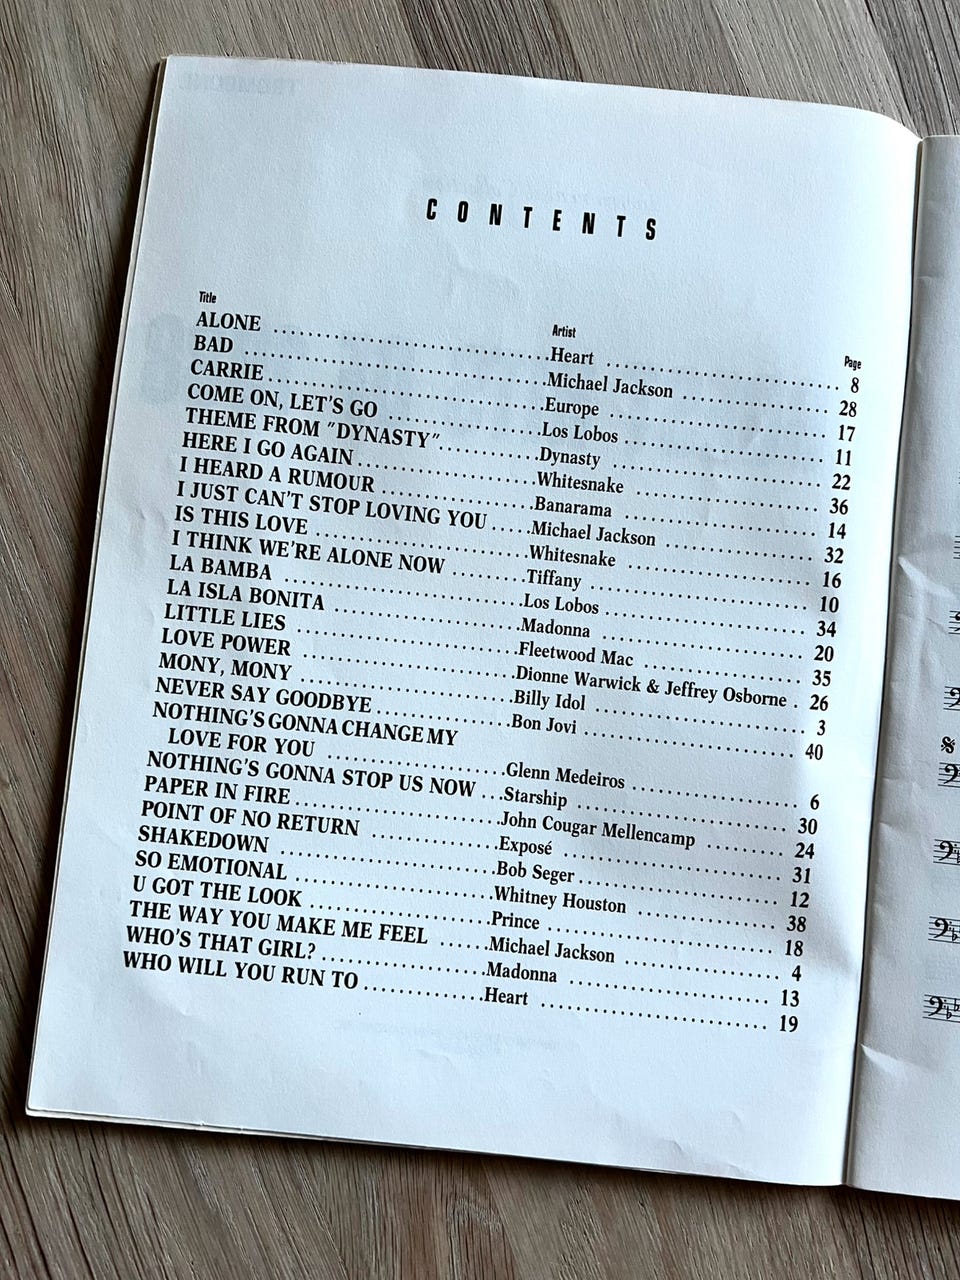 CONTENTS
Title Artist Page
ALONE ........ Heart ........ 8
BAD ........ Michael Jackson ........ 28
CARRIE ........ Europe ........ 17
COME ON, LET'S GO ........ Los Lobos ........ 11
THEME FROM "DYNASTY" ........ Dynasty ........ 22
HERE I GO AGAIN ........ Whitesnake ........ 36
I HEARD A RUMOUR ........ Banarama ........ 14
I JUST CAN'T STOP LOVING YOU ..... Michael Jackson ........ 32
IS THIS LOVE ........ Whitesnake ........ 16
I THINK WE'RE ALONE NOW ........ Tiffany ........ 10
LA BAMBA ........ Los Lobos ........ 34
LA ISLA BONITA ........ Madonna ........ 20
LITTLE LIES ........ Fleetwood Mac ........ 35
LOVE POWER ........ Dionne Warwick & Jeffrey Osborne . 26
MONY, MONY ........ Billy Idol ........ 3
NEVER SAY GOODBYE ........ Bon Jovi ........ 40
NOTHING'S GONNA CHANGE MY
LOVE FOR YOU ........ Glenn Medeiros ........ 6
NOTHING'S GONNA STOP US NOW ... Starship ........ 30
PAPER IN FIRE ........ John Cougar Mellencamp ........ 24
POINT OF NO RETURN ........ Exposé ........ 31
SHAKEDOWN ........ Bob Seger ........ 12
SO EMOTIONAL ........ Whitney Houston ........ 38
U GOT THE LOOK ........ Prince ........ 18
THE WAY YOU MAKE ME FEEL ...... Michael Jackson ........ 4
WHO'S THAT GIRL? ........ Madonna ........ 13
WHO WILL YOU RUN TO ........ Heart ........ 19